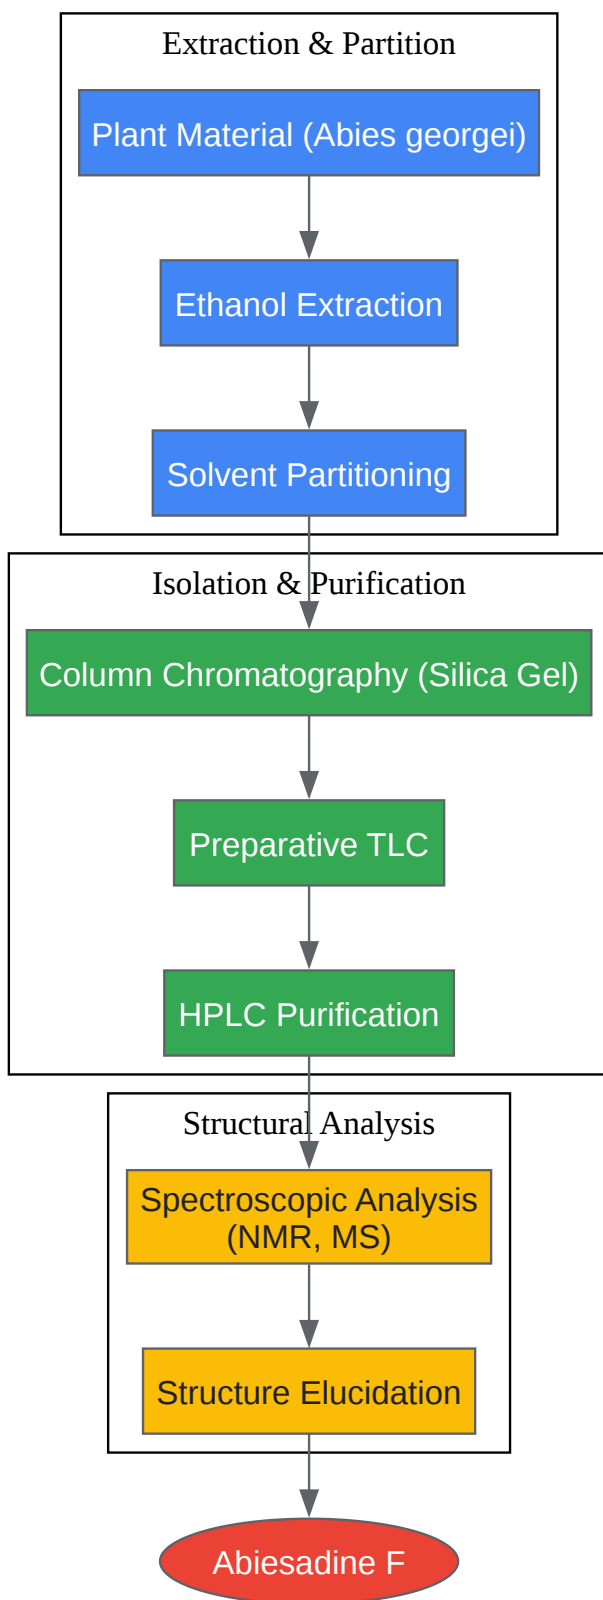 Extraction & Partition
Plant Material (Abies georgei)
Ethanol Extraction
Solvent Partitioning
Isolation & Purification
Column Chromatography (Silica Gel)
Preparative TLC
HPLC Purification
Structural Analysis
Spectroscopic Analysis
(NMR, MS)
Structure Elucidation
Abiesadine F